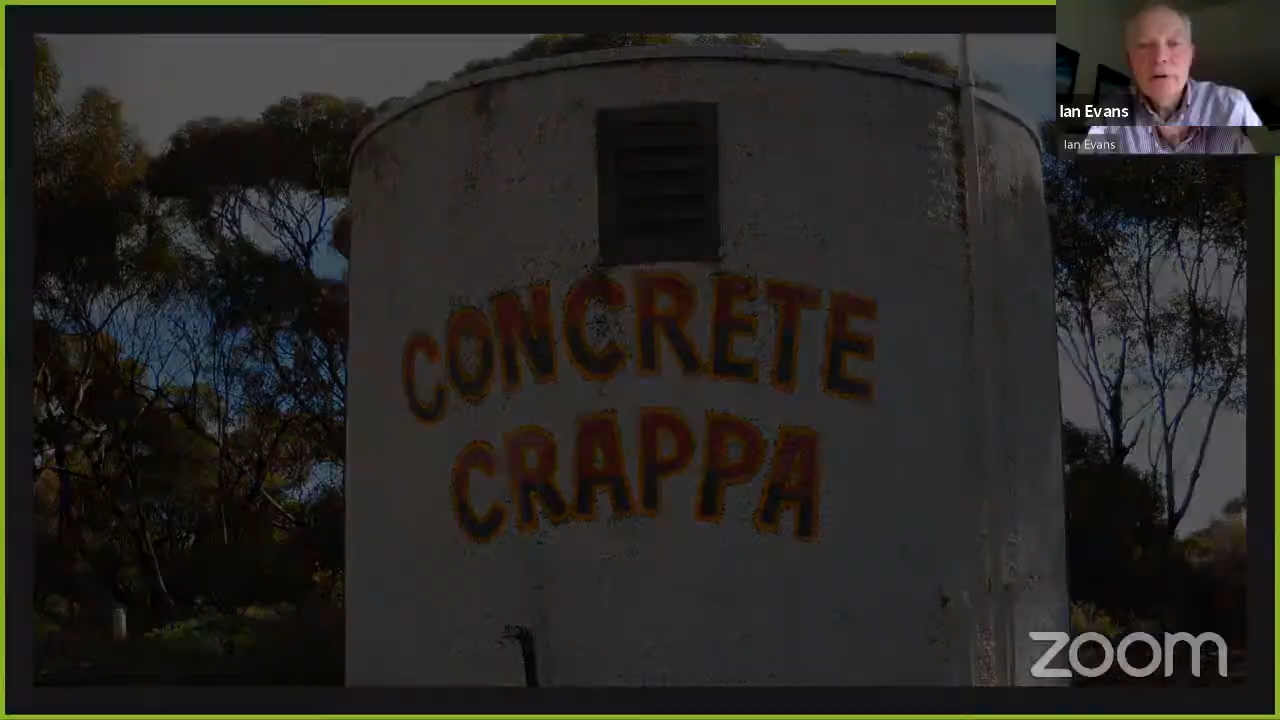 Ian Evans
Ian Evans
CONCRETE
CRAPPA
zoom